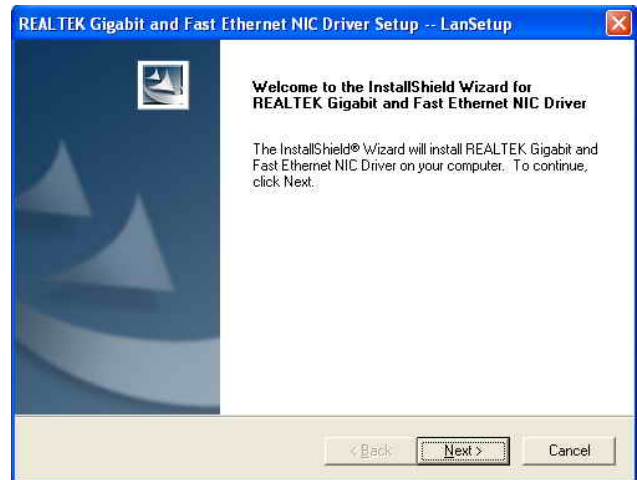 REALTEK Gigabit and Fast Ethernet NIC Driver Setup -- LanSetup
Welcome to the InstallShield Wizard for
REALTEK Gigabit and Fast Ethernet NIC Driver
The InstallShield® Wizard will install REALTEK Gigabit and
Fast Ethernet NIC Driver on your computer. To continue,
click Next.
< Back
Next >
Cancel